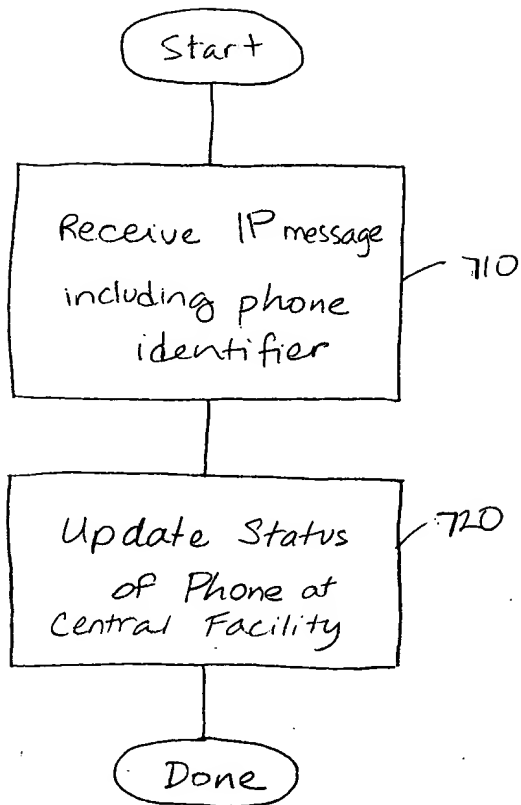 Start
Receive IP message
including phone
identifier
710
Update Status
of Phone at
Central Facility
720
Done